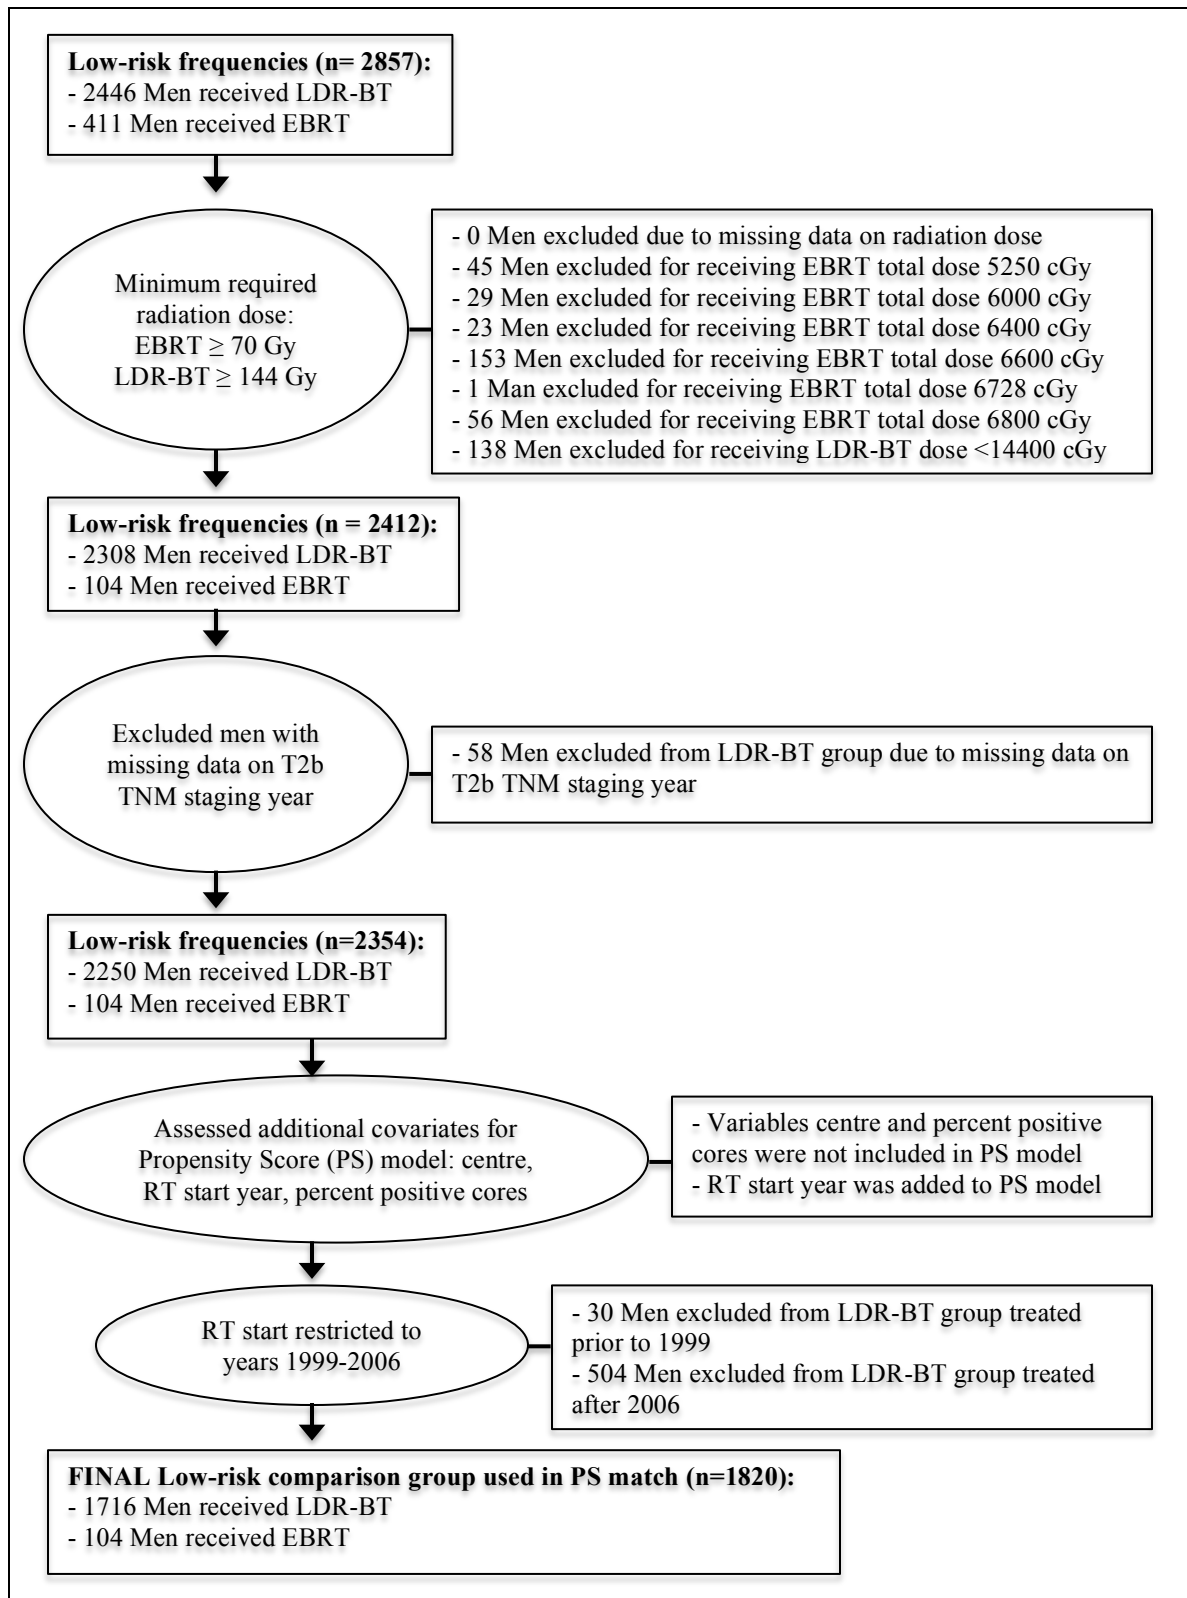 Low-risk frequencies (n= 2857):
- 2446 Men received LDR-BT
- 411 Men received EBRT
Minimum required
radiation dose:
EBRT ≥ 70 Gy
LDR-BT ≥ 144 Gy
- 0 Men excluded due to missing data on radiation dose
- 45 Men excluded for receiving EBRT total dose 5250 cGy
- 29 Men excluded for receiving EBRT total dose 6000 cGy
- 23 Men excluded for receiving EBRT total dose 6400 cGy
- 153 Men excluded for receiving EBRT total dose 6600 cGy
- 1 Man excluded for receiving EBRT total dose 6728 cGy
- 56 Men excluded for receiving EBRT total dose 6800 cGy
- 138 Men excluded for receiving LDR-BT dose <14400 cGy
Low-risk frequencies (n = 2412):
- 2308 Men received LDR-BT
- 104 Men received EBRT
Excluded men with
missing data on T2b
TNM staging year
- 58 Men excluded from LDR-BT group due to missing data on
T2b TNM staging year
Low-risk frequencies (n=2354):
- 2250 Men received LDR-BT
- 104 Men received EBRT
Assessed additional covariates for
Propensity Score (PS) model: centre,
RT start year, percent positive cores
- Variables centre and percent positive
cores were not included in PS model
- RT start year was added to PS model
RT start restricted to
years 1999-2006
- 30 Men excluded from LDR-BT group treated
prior to 1999
- 504 Men excluded from LDR-BT group treated
after 2006
FINAL Low-risk comparison group used in PS match (n=1820):
- 1716 Men received LDR-BT
- 104 Men received EBRT